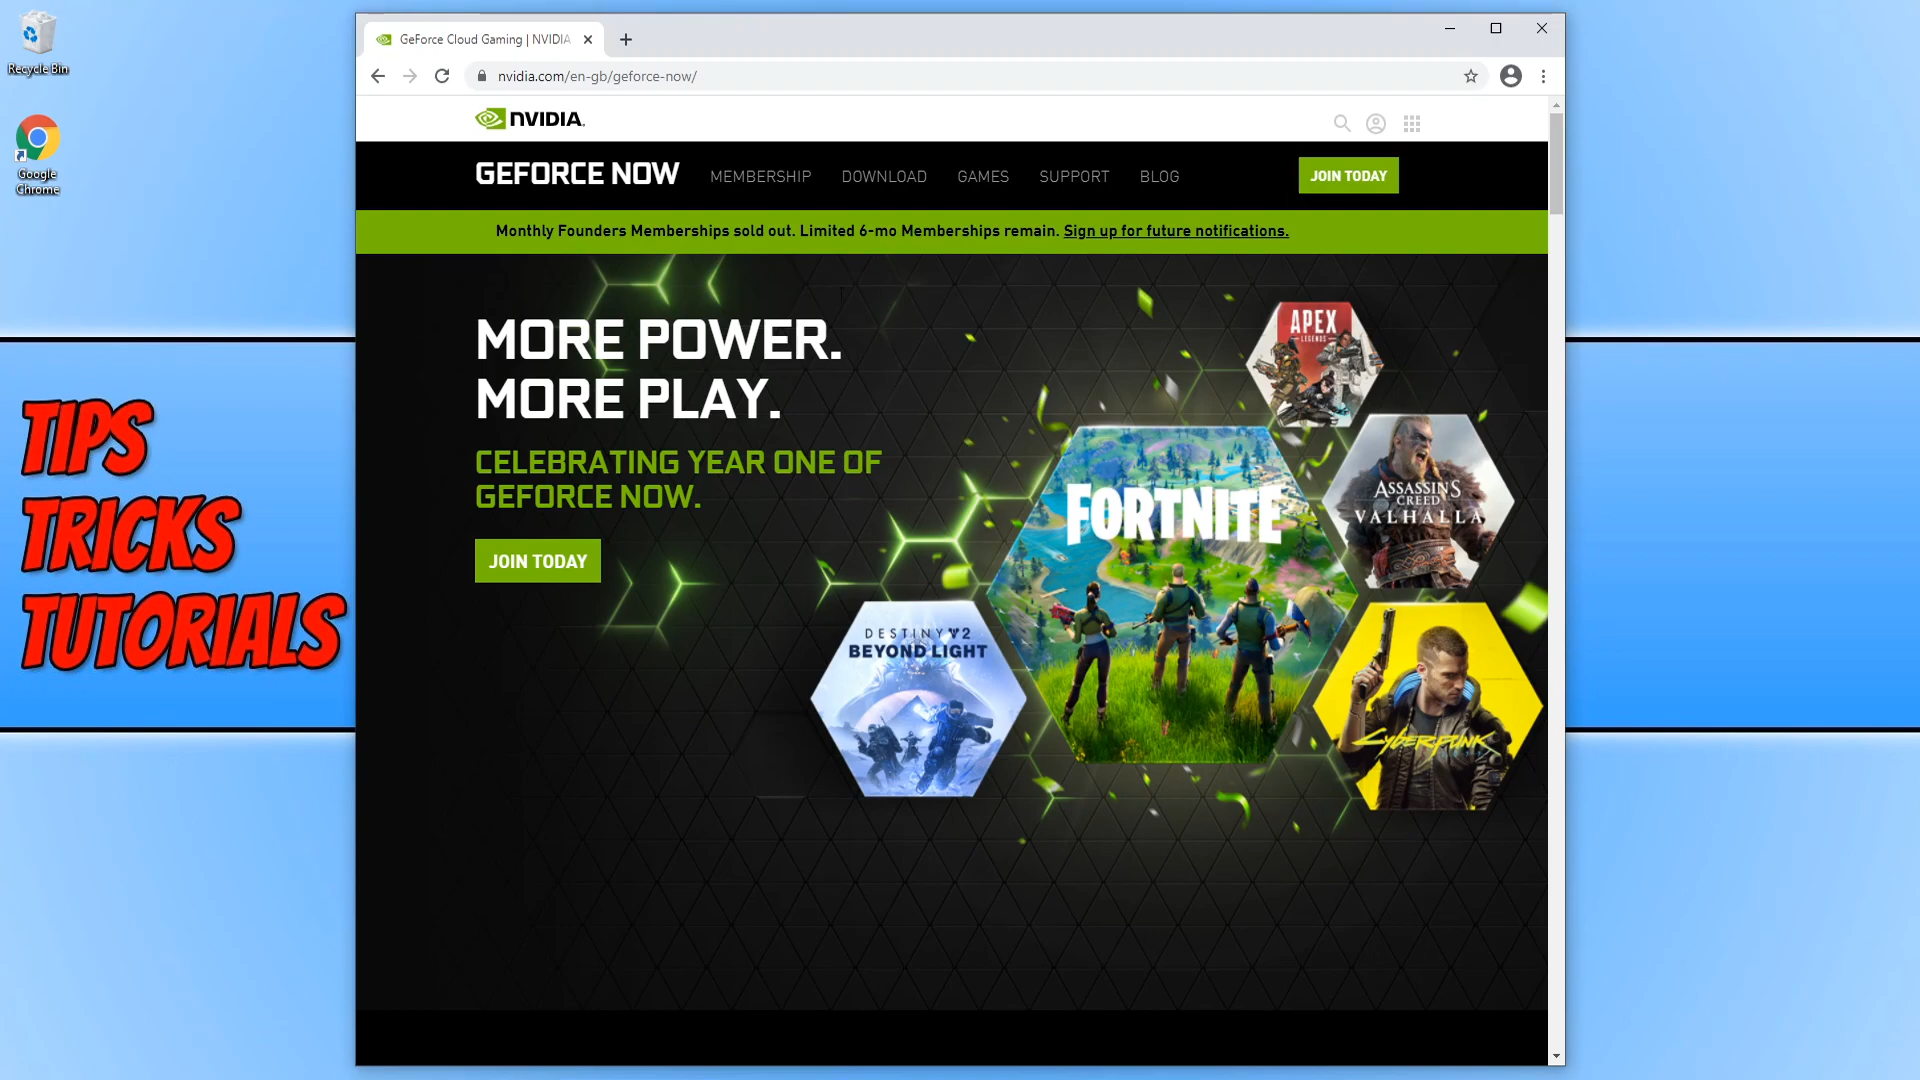 Recycle Bin
Google
Chrome
TIPS
TRICKS
TUTORIALS
GeForce Cloud Gaming | NVIDIA
nvidia.com/en-gb/geforce-now/
NVIDIA.
GEFORCE NOW
MEMBERSHIP
DOWNLOAD
GAMES
SUPPORT
BLOG
JOIN TODAY
Monthly Founders Memberships sold out. Limited 6-mo Memberships remain. Sign up for future notifications.
MORE POWER.
MORE PLAY.
CELEBRATING YEAR ONE OF
GEFORCE NOW.
JOIN TODAY
APEX
LEGENDS
ASSASSIN'S
CREED
VALHALLA
FORTNITE
DESTINY 2
BEYOND LIGHT
CYBERPUNK